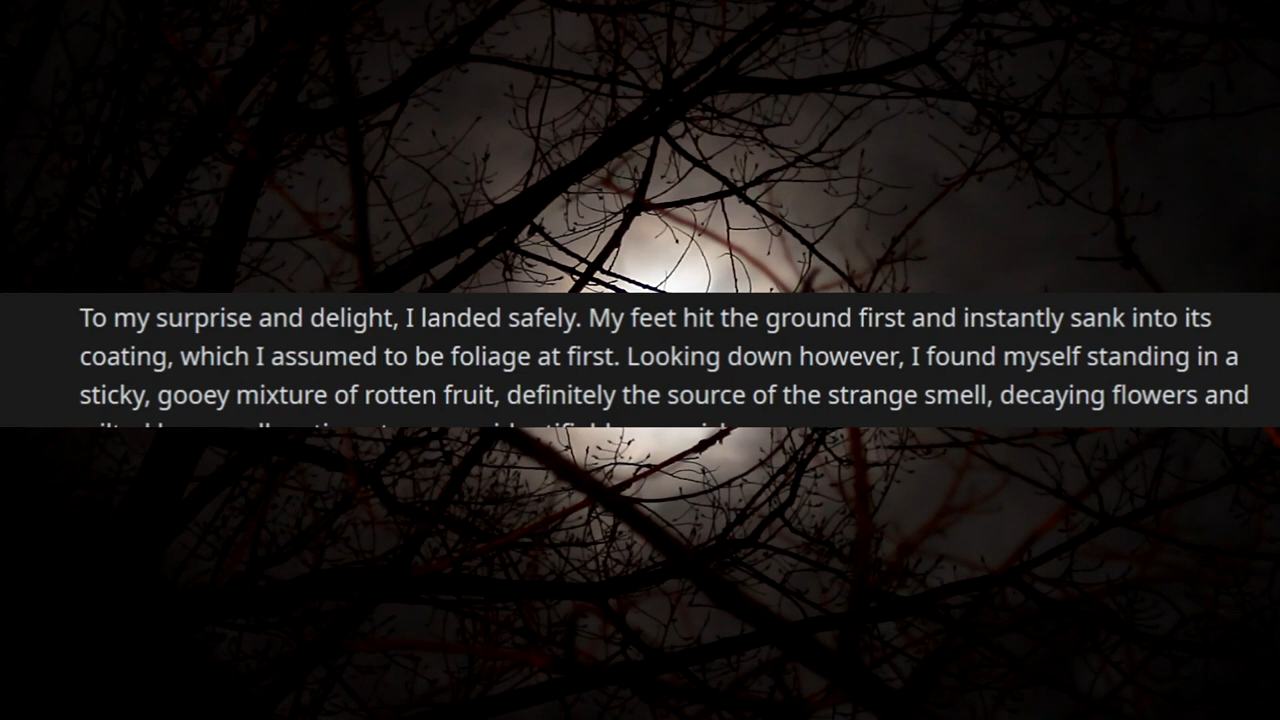 To my surprise and delight, I landed safely. My feet hit the ground first and instantly sank into its
coating, which I assumed to be foliage at first. Looking down however, I found myself standing in a
sticky, gooey mixture of rotten fruit, definitely the source of the strange smell, decaying flowers and